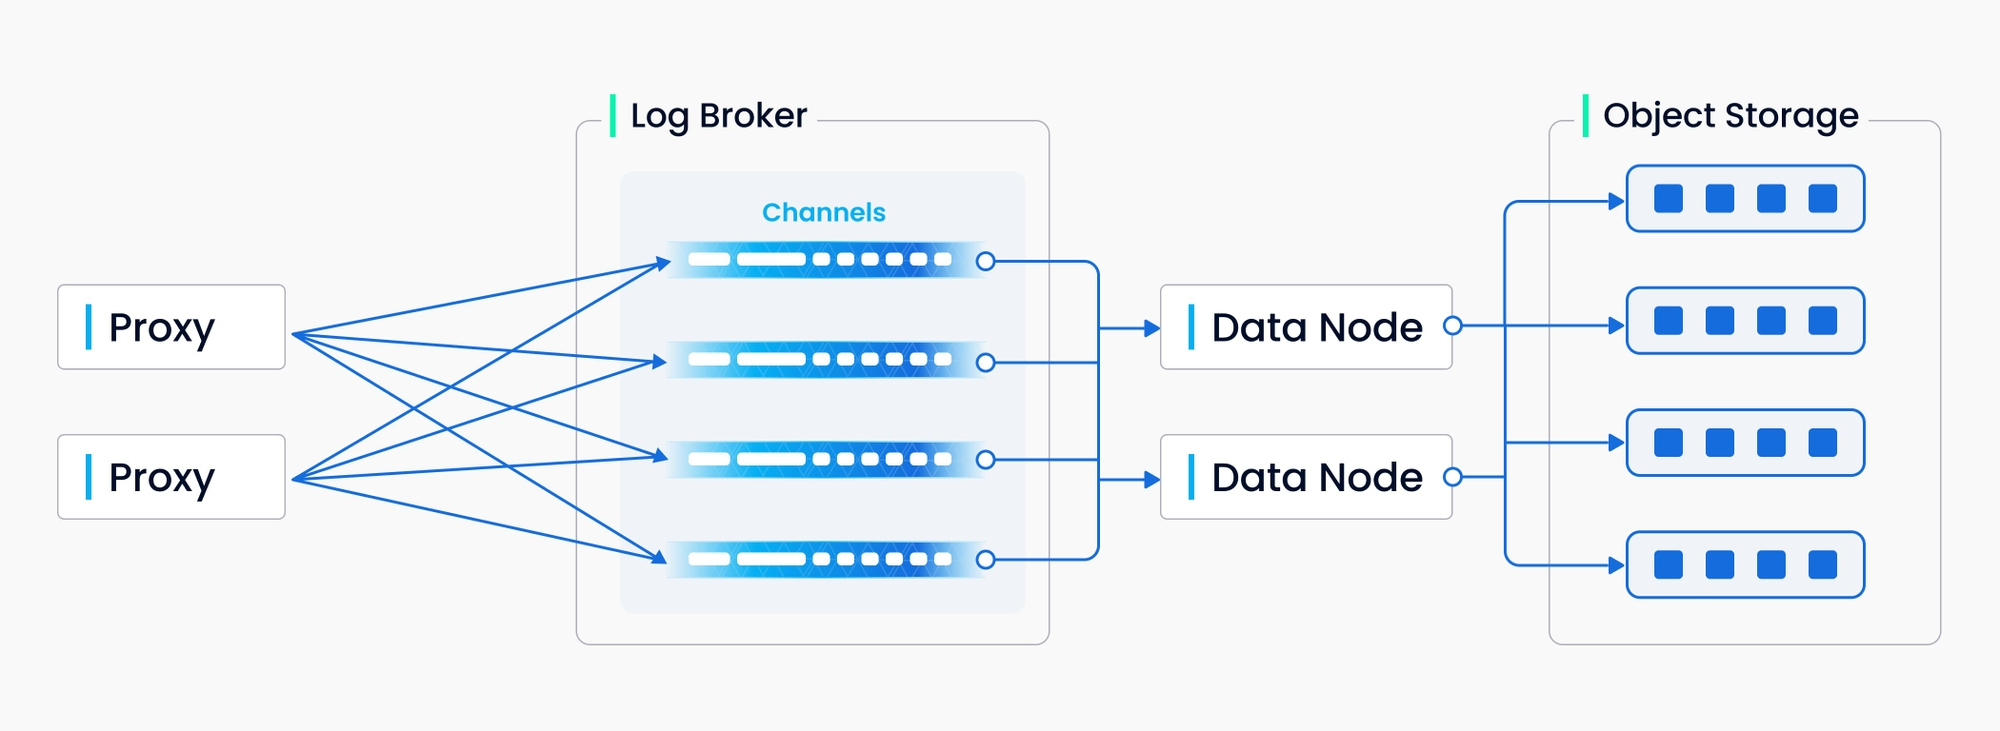 Log Broker
Object Storage
Channels
Proxy
Data Node
Proxy
Data Node